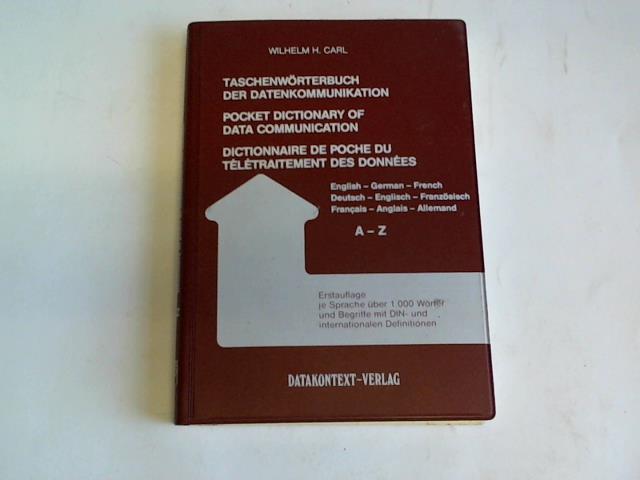 WILHELM H. CARL
TASCHENWÖRTERBUCH
DER DATENKOMMUNIKATION
POCKET DICTIONARY OF
DATA COMMUNICATION
DICTIONNAIRE DE POCHE DU
TÉLÉTRAITEMENT DES DONNÉES
English – German – French
Deutsch – Englisch – Französisch
Français – Anglais – Allemand
A – Z
Erstauflage
je Sprache über 1.000 Wörter
und Begriffe mit DIN- und
internationalen Definitionen
DATAKONTEXT-VERLAG